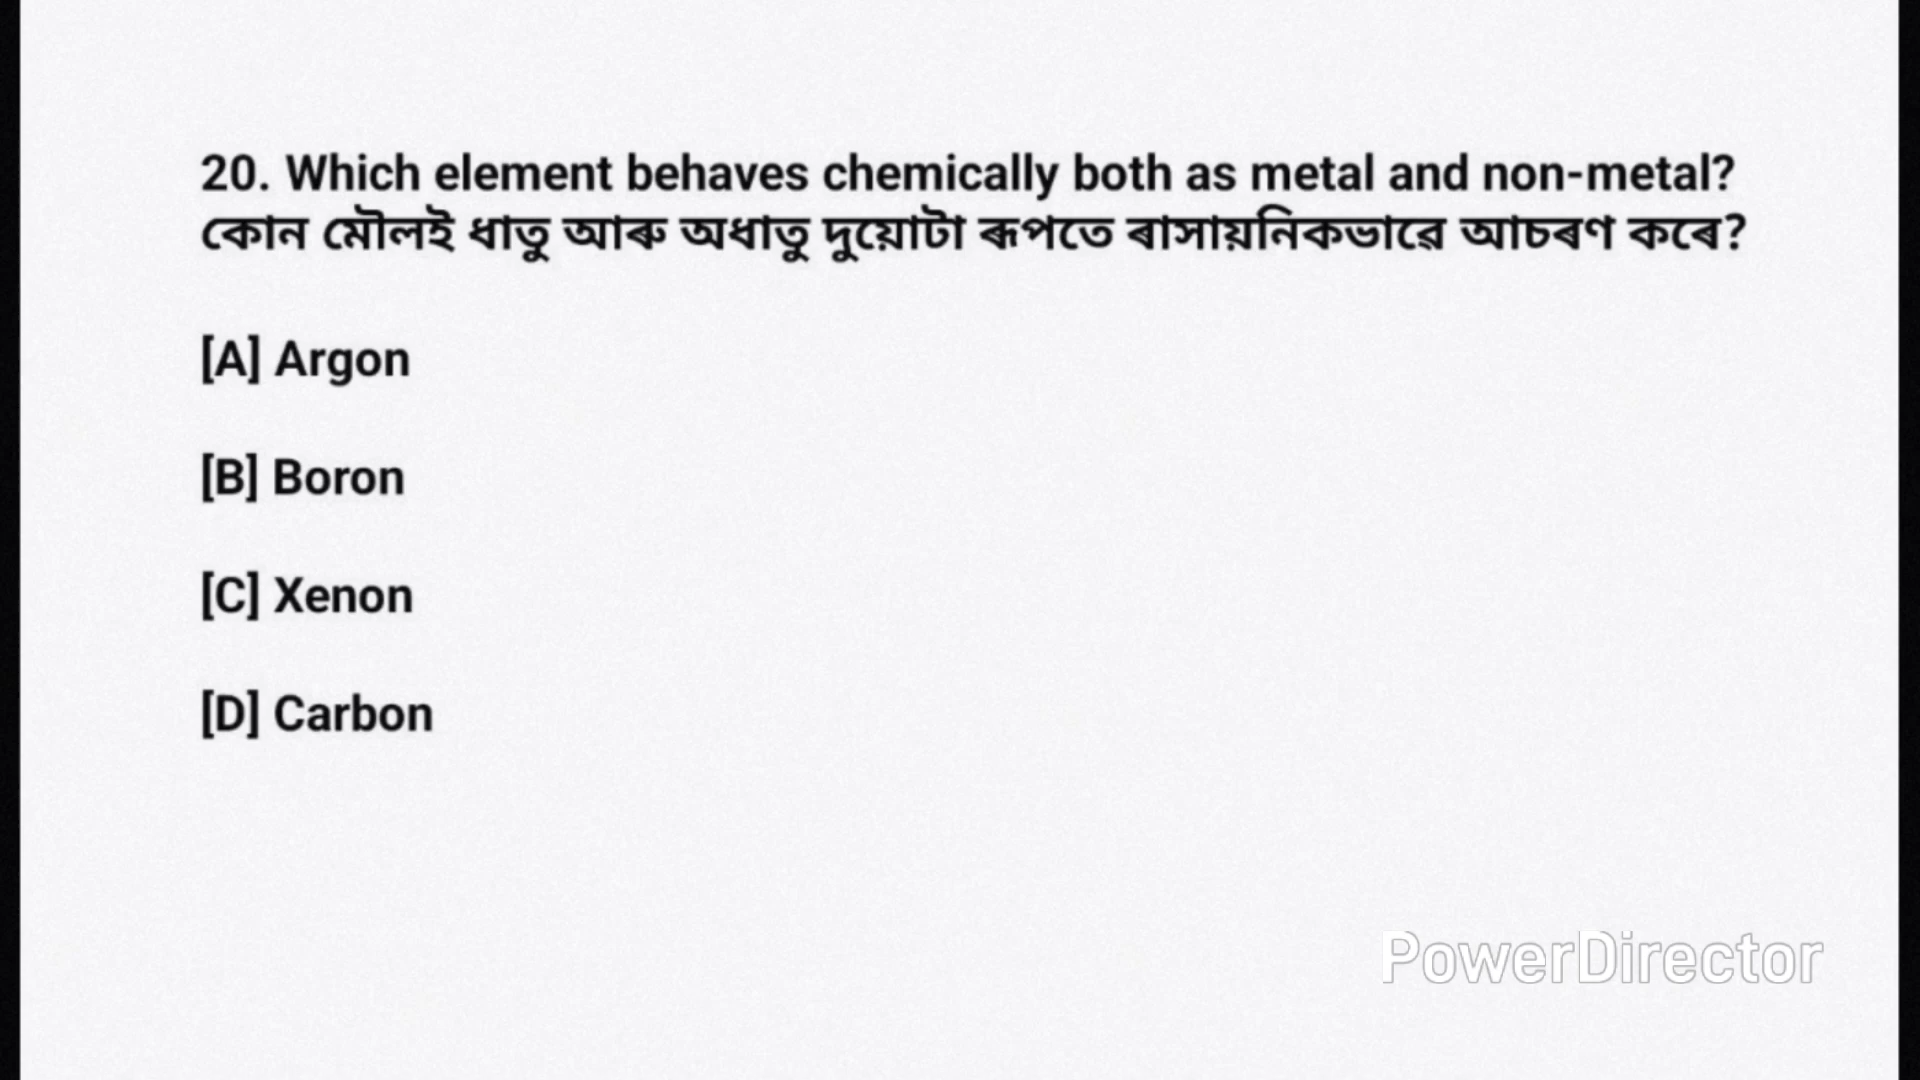 20. Which element behaves chemically both as metal and non-metal?
কোন মৌলই ধাতু আৰু অধাতু দুয়োটা ৰূপতে ৰাসায়নিকভাৱে আচৰণ কৰে?
[A] Argon
[B] Boron
[C] Xenon
[D] Carbon
PowerDirector